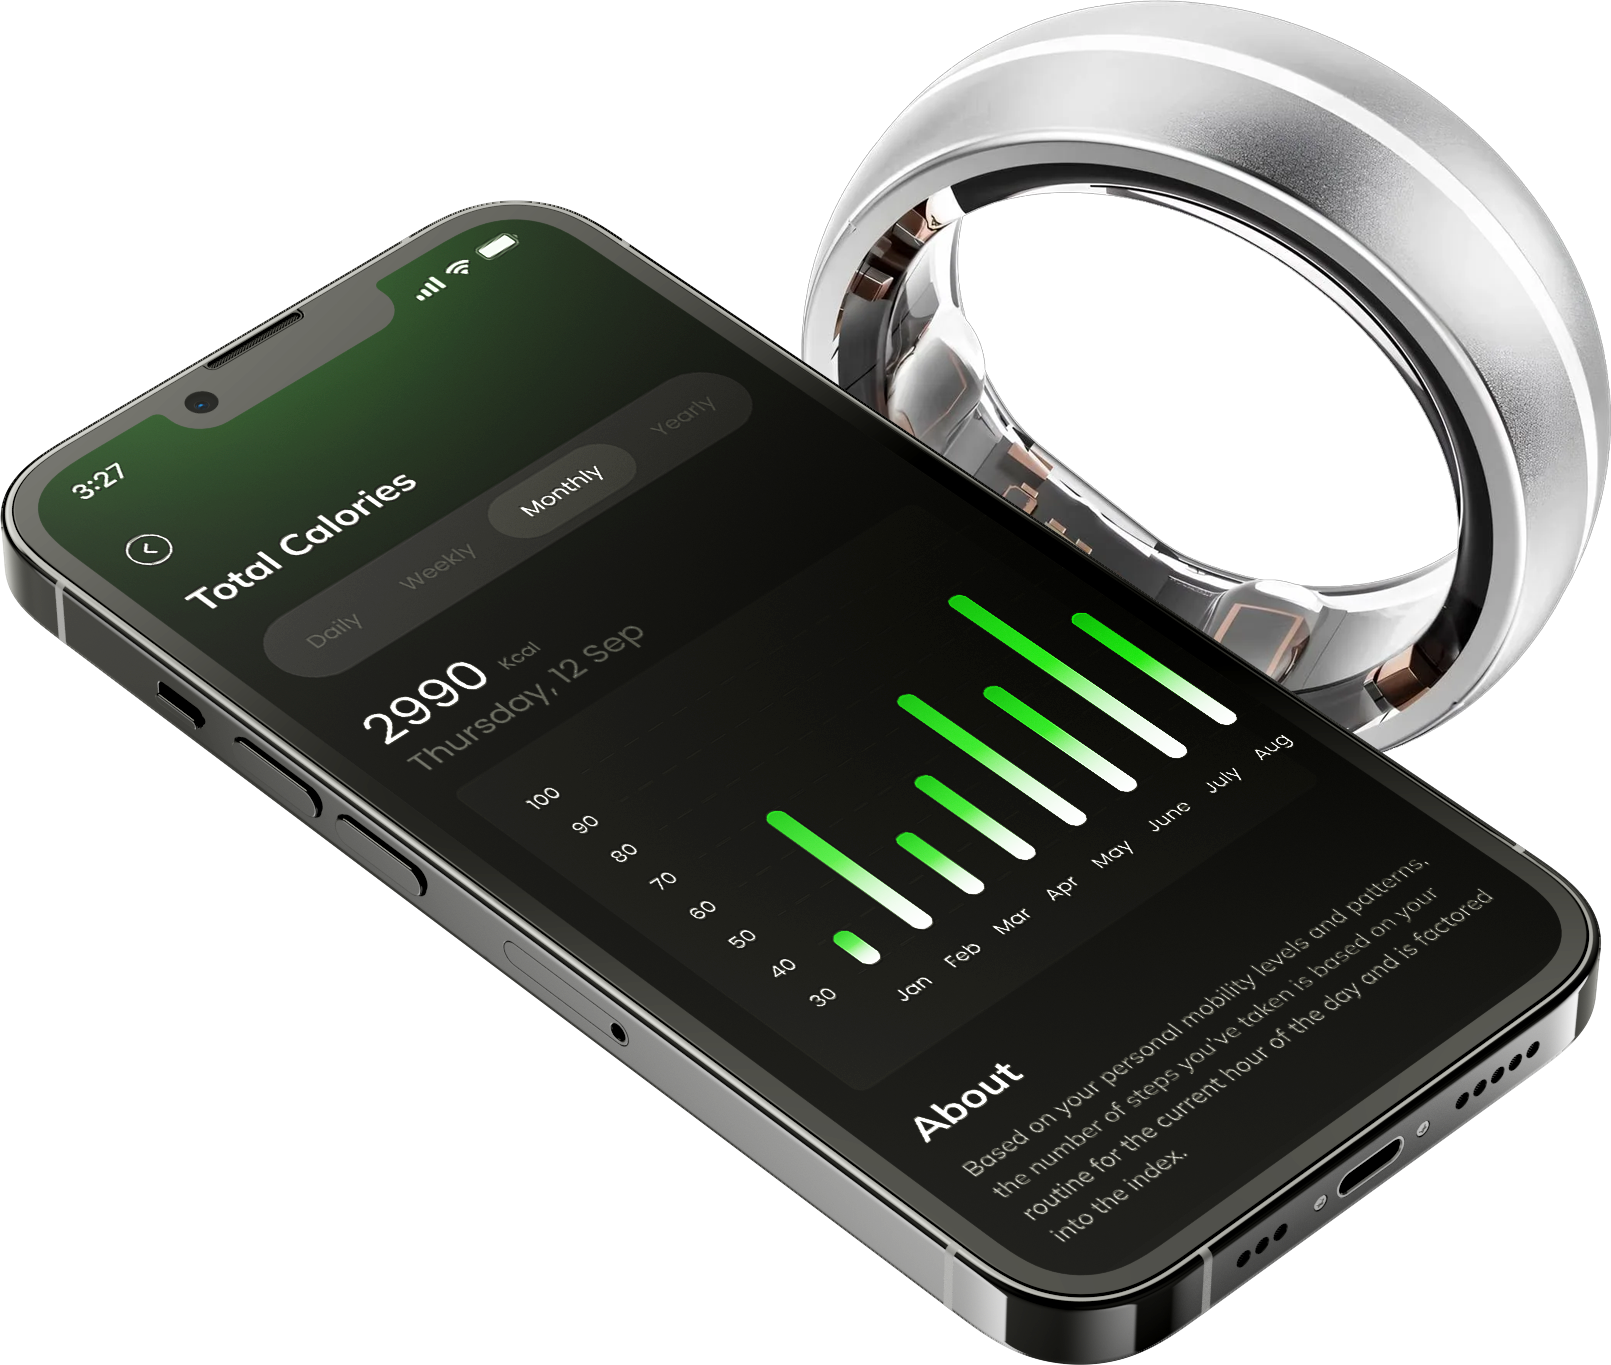 3:27
Total Calories
Daily Weekly Monthly Yearly
2990 Kcal
Thursday, 12 Sep
100
90
80
70
60
50
40
30
Jan Feb Mar Apr May June July Aug
About
Based on your personal mobility levels and patterns,
the number of steps you've taken is based on your
routine for the current hour of the day and is factored
into the index.